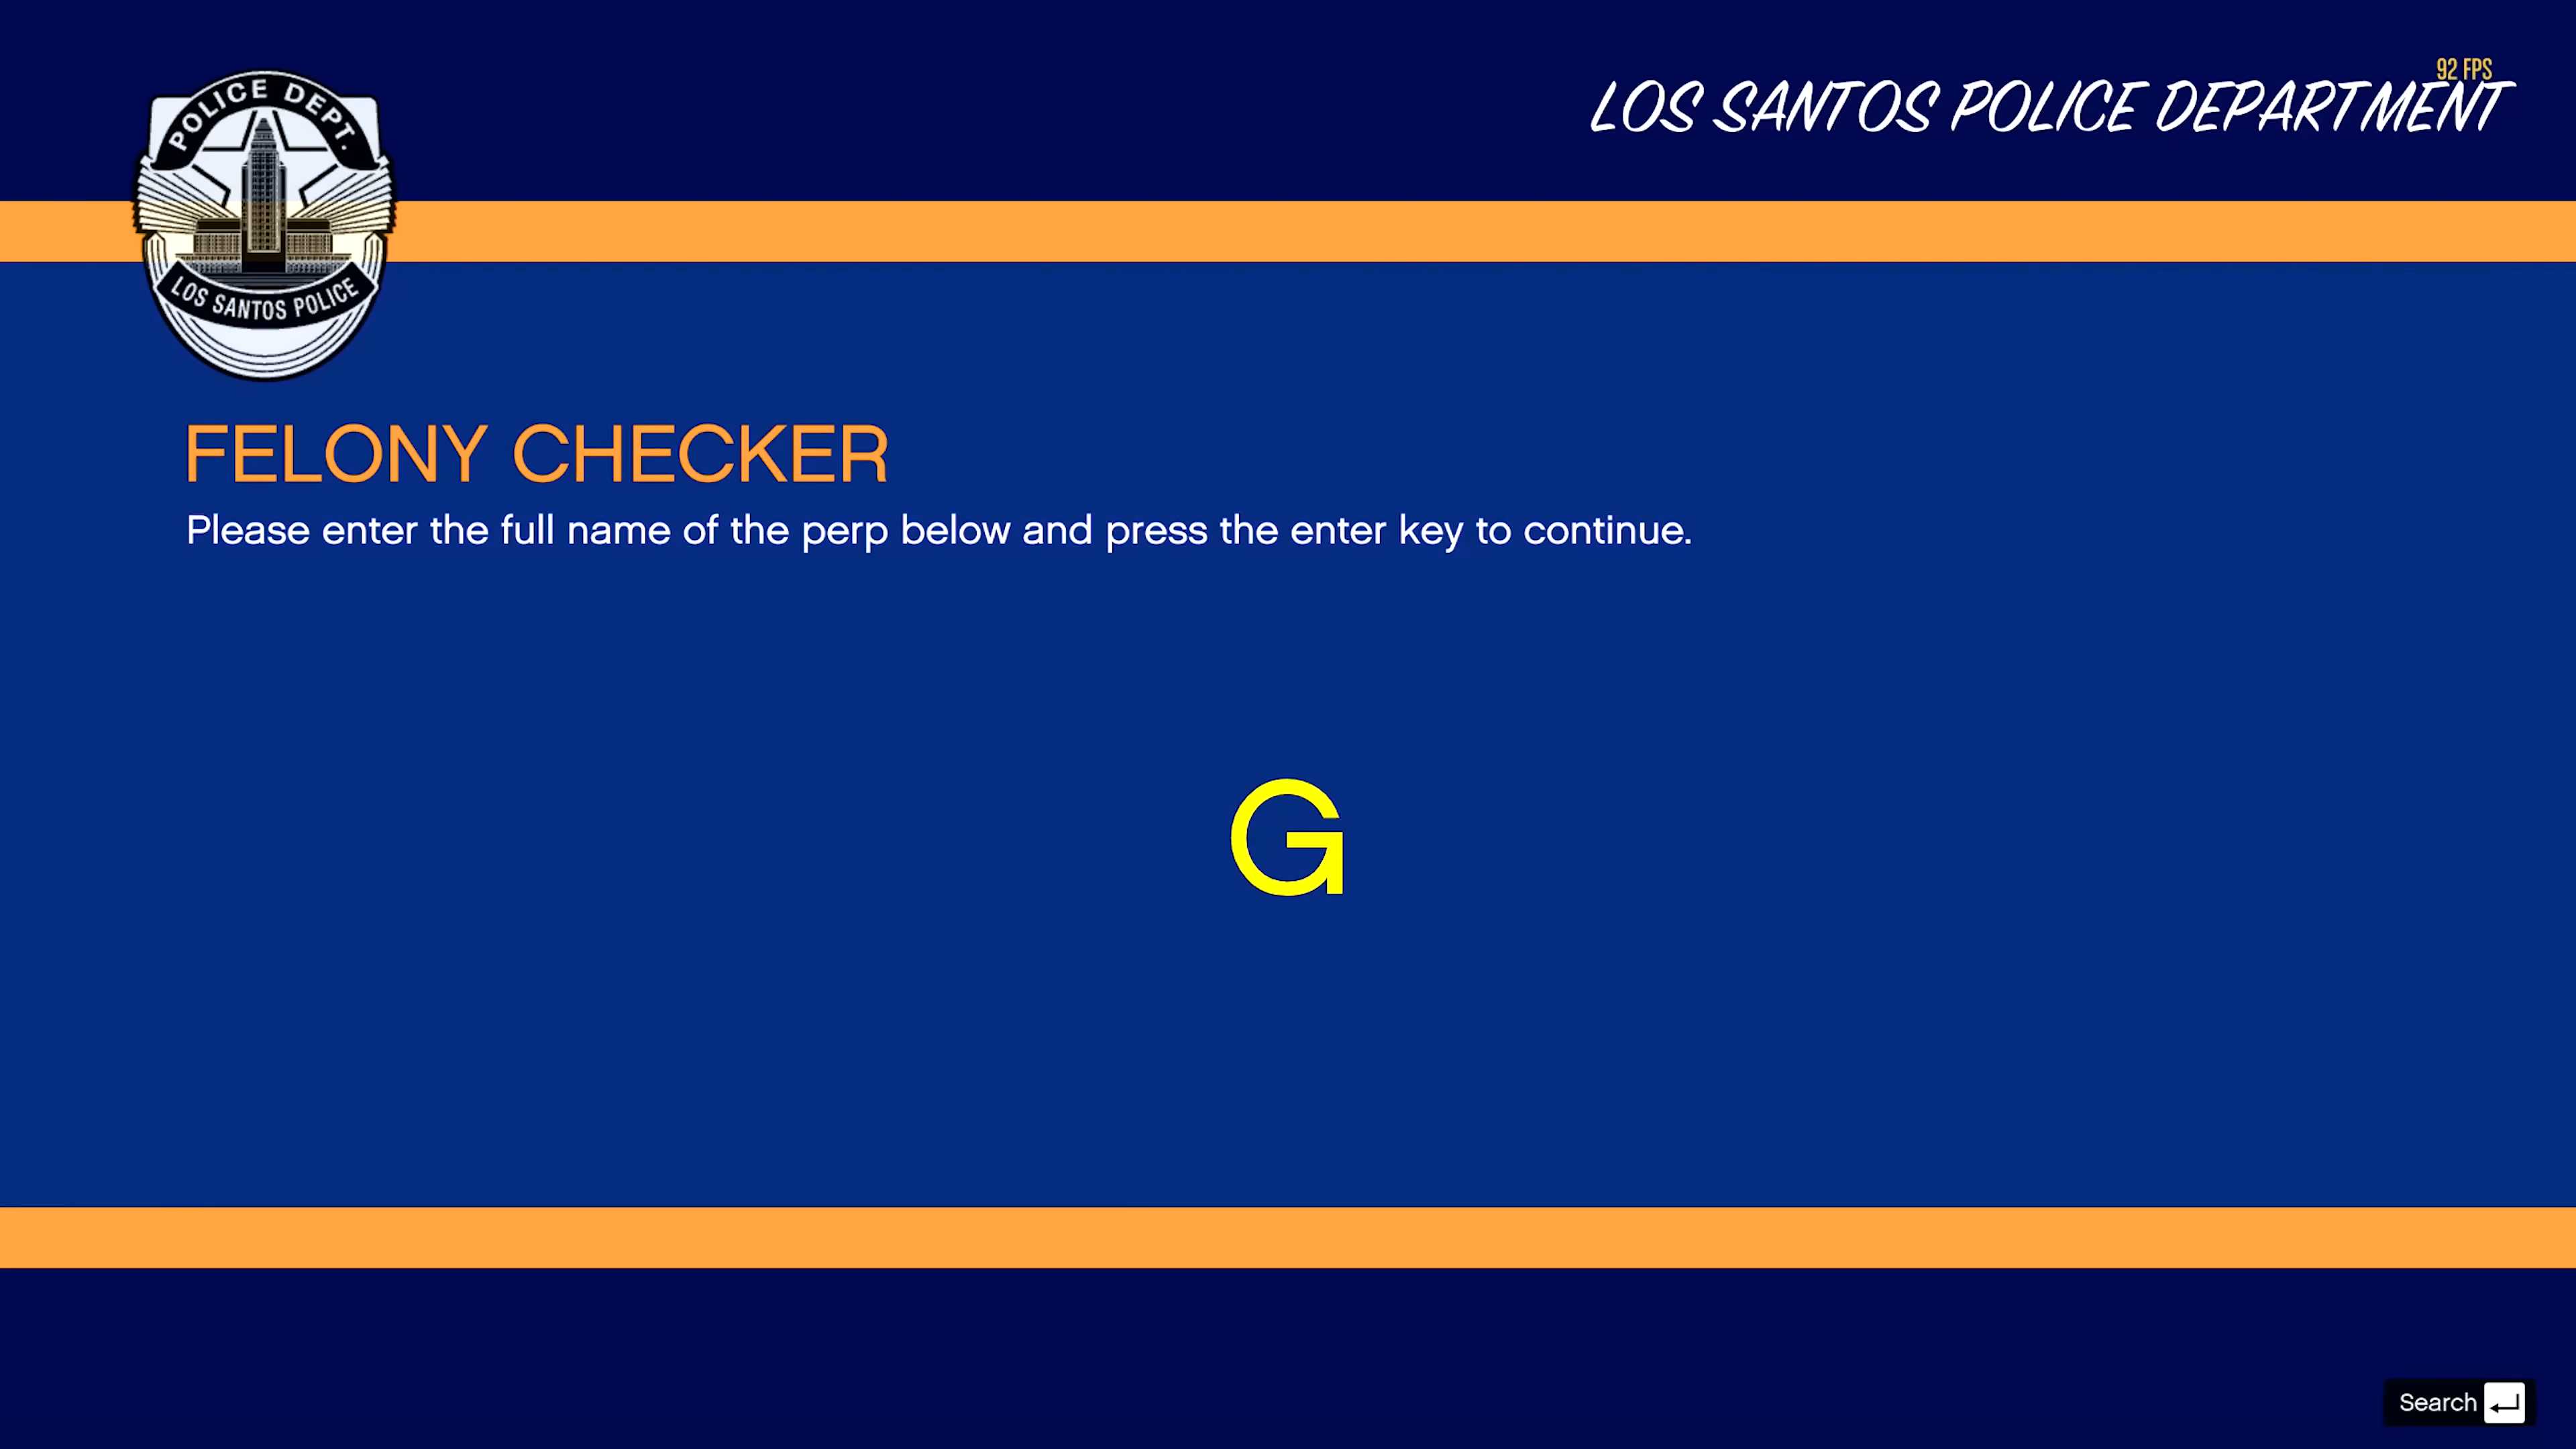 POLICE DEPT.
LOS SANTOS POLICE
92 FPS
LOS SANTOS POLICE DEPARTMENT
FELONY CHECKER
Please enter the full name of the perp below and press the enter key to continue.
G
Search